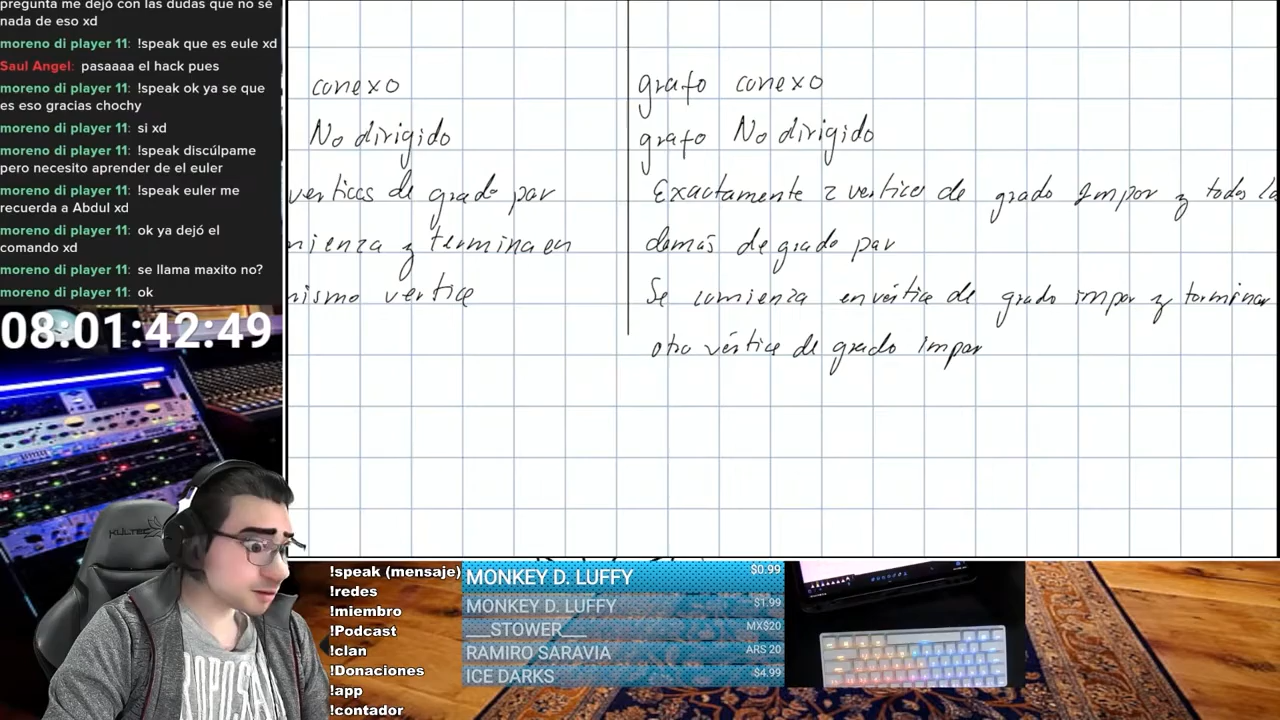 pregunta me dejó con las dudas que no sé
nada de eso xd
moreno di player 11: !speak que es eule xd
Saul Angel: pasaaaa el hack pues
moreno di player 11: !speak ok ya se que
es eso gracias chochy
moreno di player 11: si xd
moreno di player 11: !speak discúlpame
pero necesito aprender de el euler
moreno di player 11: !speak euler me
recuerda a Abdul xd
moreno di player 11: ok ya dejó el
comando xd
moreno di player 11: se llama maxito no?
moreno di player 11: ok
08:01:42:49
conexo
No dirigido
verticas de grado par
mienza y termina en
mismo vertice
grafo conexo
grafo No dirigido
Exactamente 2 vertices de grado Impar y todos
demás de grado par
Se comienza en vértice de grado impar y terminar
otro vértice de grado impar
KULTEC
!speak (mensaje)
!redes
!miembro
!Podcast
!clan
!Donaciones
!app
!contador
MONKEY D. LUFFY $0.99
MONKEY D. LUFFY $1.99
___STOWER___ MX$20
RAMIRO SARAVIA ARS 20
ICE DARKS $4.99